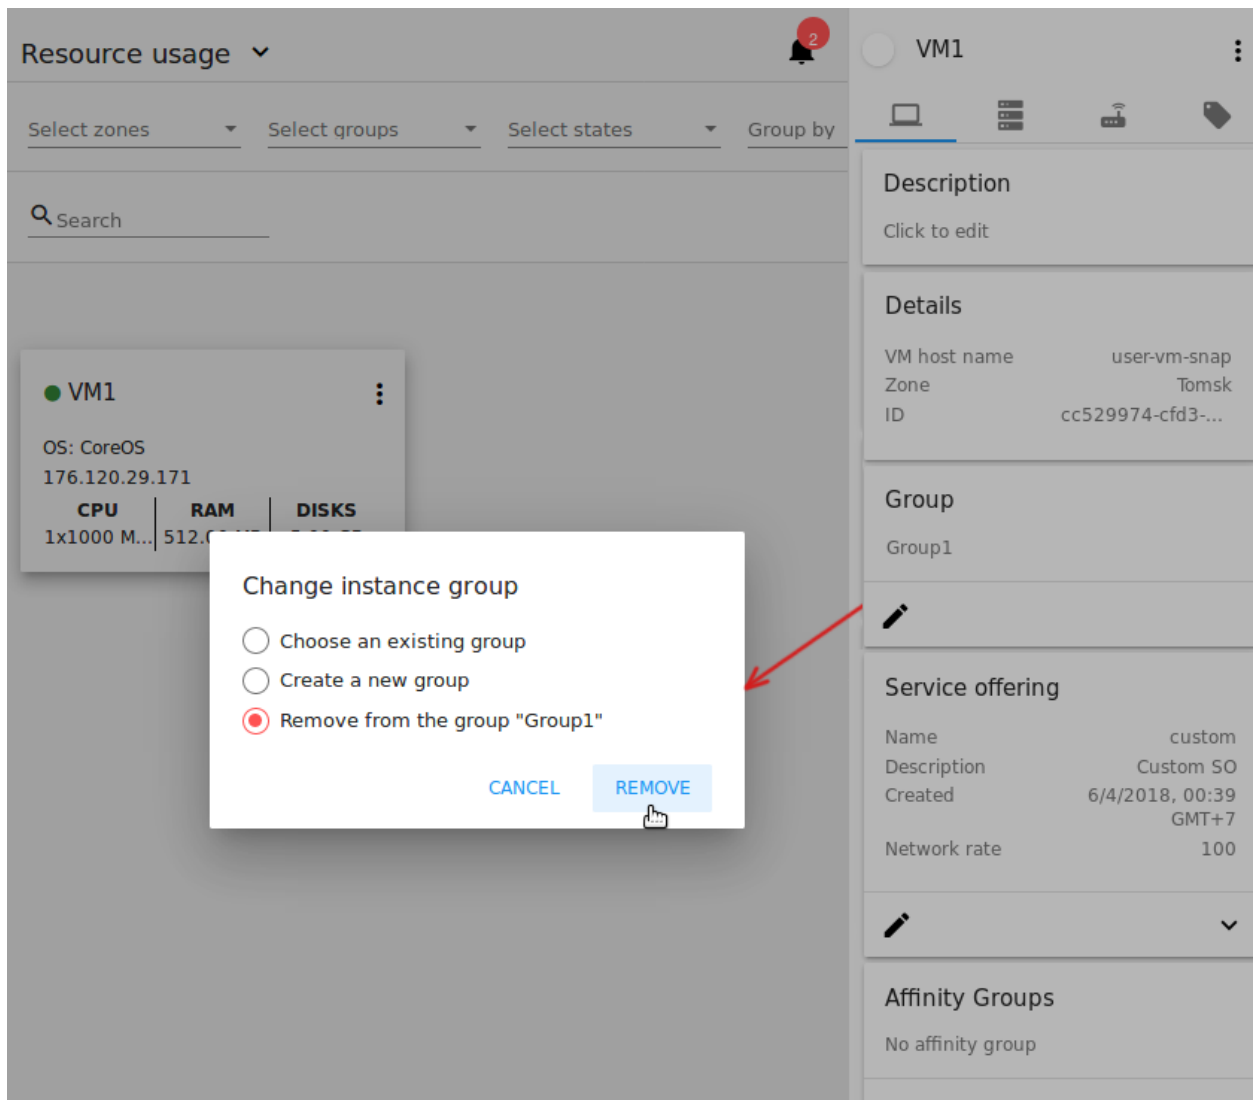 Resource usage
2
Select zones
Select groups
Select states
Group by
Search
VM1
OS: CoreOS
176.120.29.171
CPU RAM DISKS
1x1000 M... 512.
Change instance group
Choose an existing group
Create a new group
Remove from the group "Group1"
CANCEL REMOVE
VM1
Description
Click to edit
Details
VM host name user-vm-snap
Zone Tomsk
ID cc529974-cfd3-...
Group
Group1
Service offering
Name custom
Description Custom SO
Created 6/4/2018, 00:39
GMT+7
Network rate 100
Affinity Groups
No affinity group